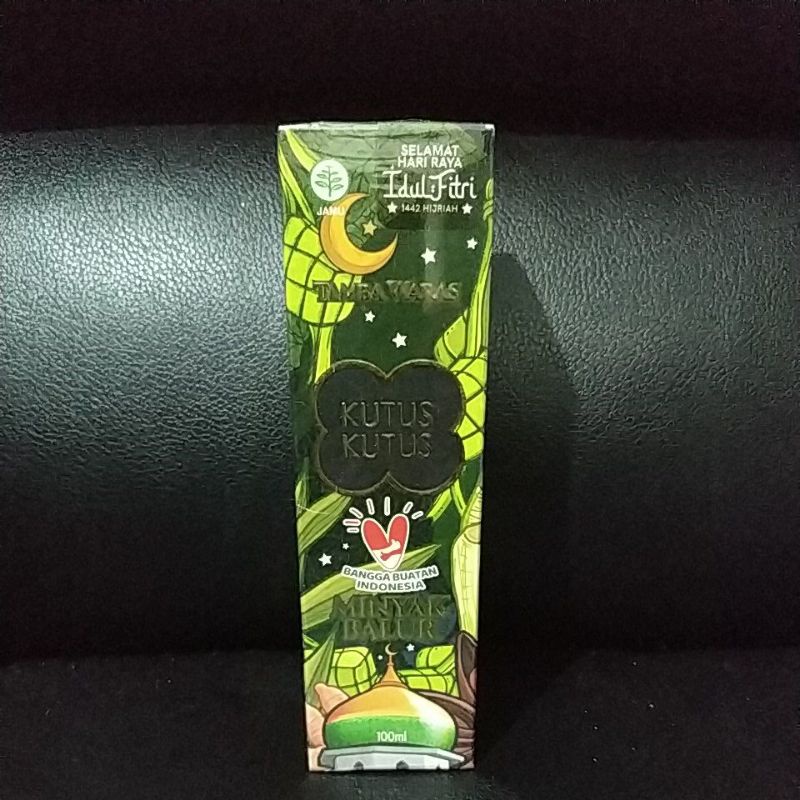 SELAMAT
HARI RAYA
Idul Fitri
★ 1442 HIJRIAH ★
JAMU
TAMBA WARAS
KUTUS
KUTUS
BANGGA BUATAN
INDONESIA
MINYAK
BALUR
100ml